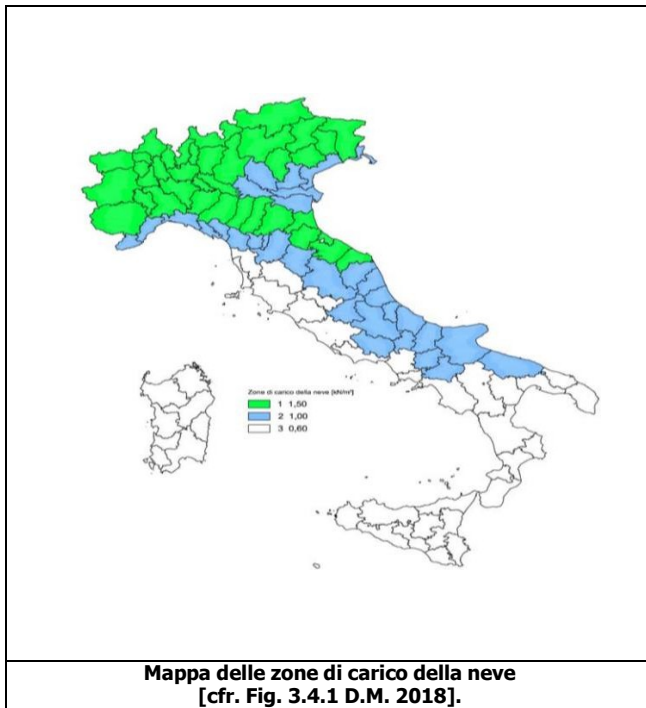 Zone di carico della neve [kN/m²]
1 1,50
2 1,00
3 0,60
Mappa delle zone di carico della neve
[cfr. Fig. 3.4.1 D.M. 2018].